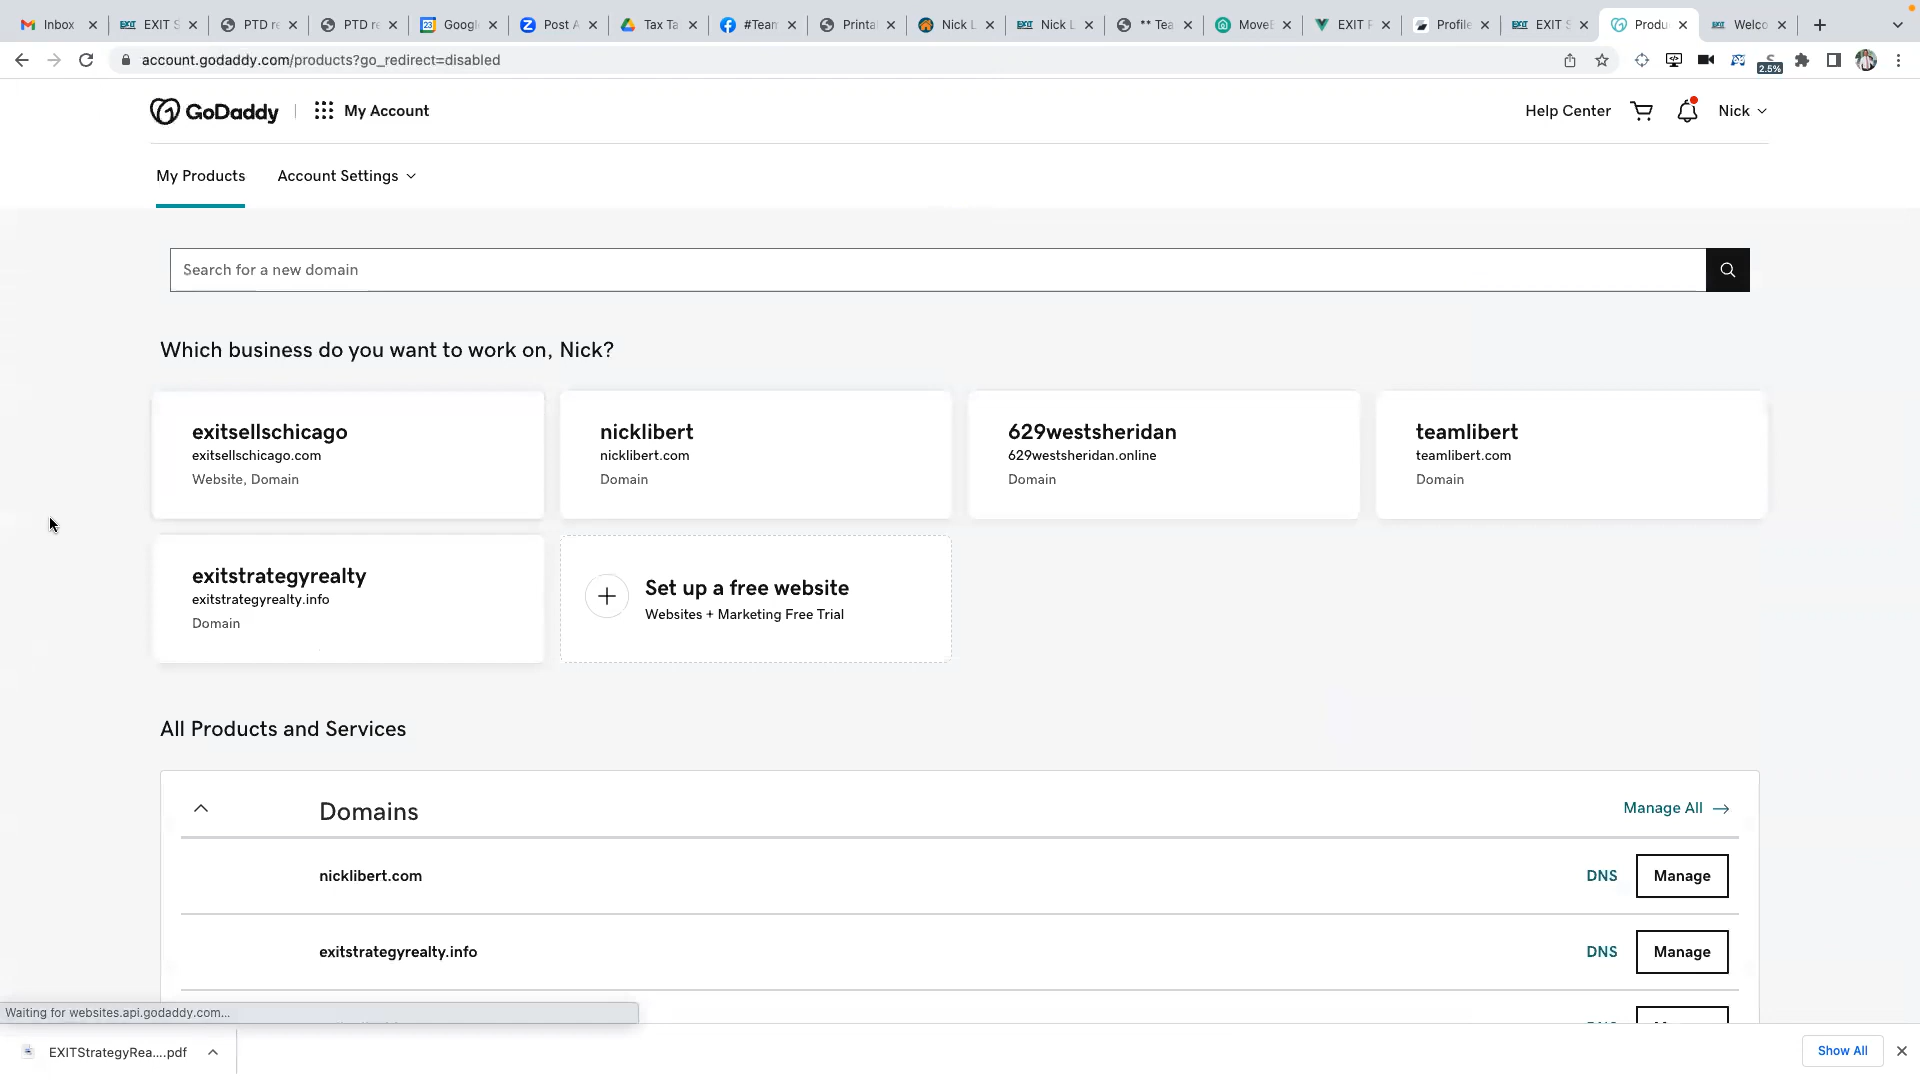 Inbox
EXIT S
PTD re
PTD re
Google
Post A
Tax Ta
#Team
Printa
Nick L
EXIT Nick L
** Tea
MoveE
EXIT F
Profile
EXIT S
Produ
Welco
account.godaddy.com/products?go_redirect=disabled
2.5%
GoDaddy
My Account
Help Center
Nick
My Products
Account Settings
Search for a new domain
Which business do you want to work on, Nick?
exitsellschicago
exitsellschicago.com
Website, Domain
nicklibert
nicklibert.com
Domain
629westsheridan
629westsheridan.online
Domain
teamlibert
teamlibert.com
Domain
exitstrategyrealty
exitstrategyrealty.info
Domain
Set up a free website
Websites + Marketing Free Trial
All Products and Services
Domains
Manage All
nicklibert.com
DNS
Manage
exitstrategyrealty.info
DNS
Manage
Waiting for websites.api.godaddy.com...
EXITStrategyRea....pdf
Show All